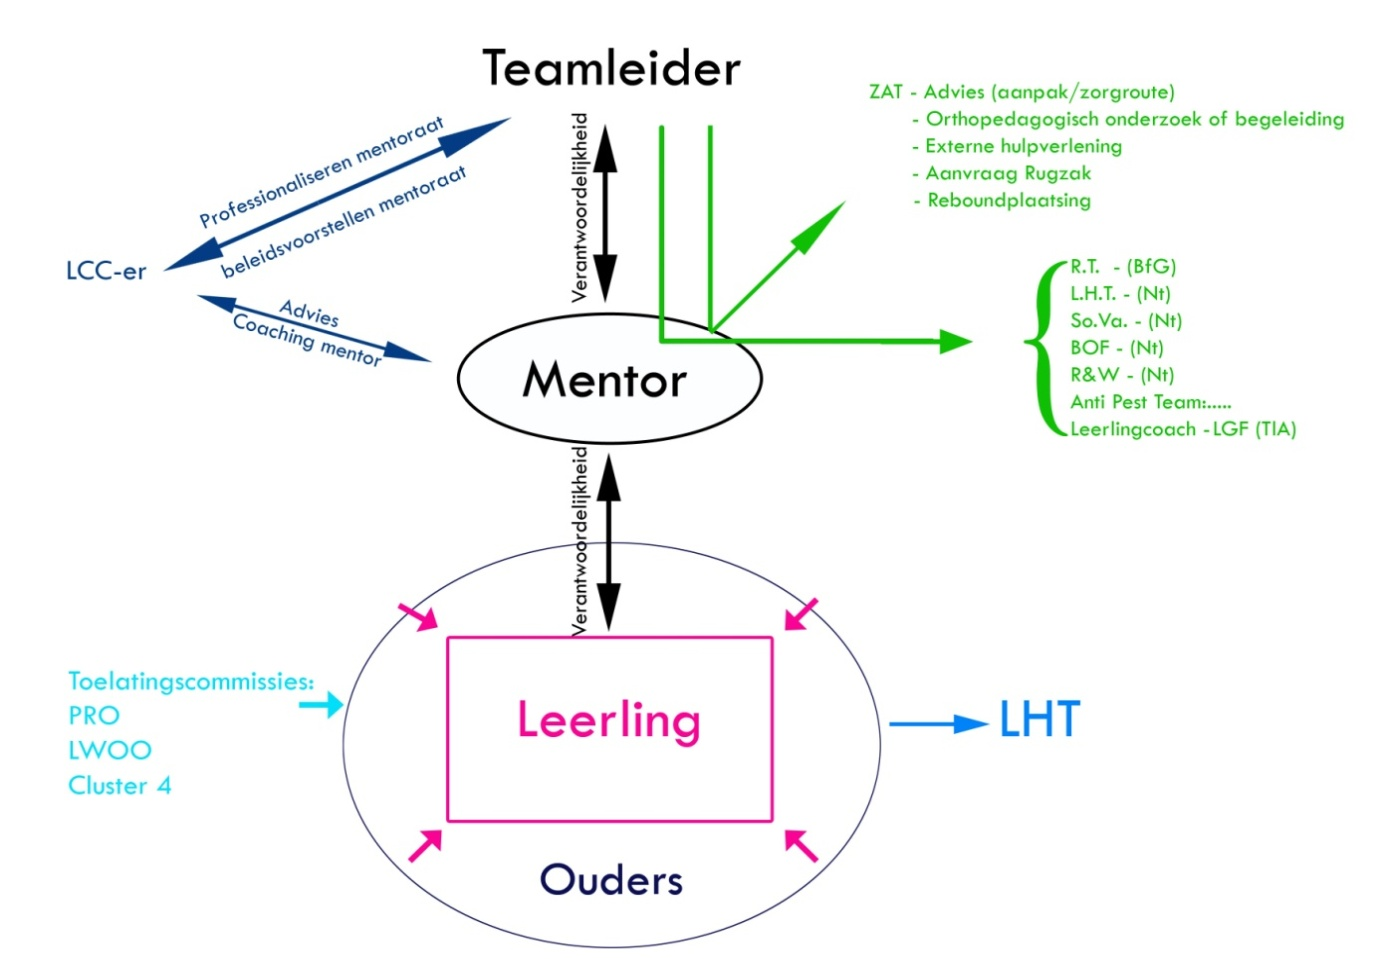 Teamleider
ZAT - Advies (aanpak/zorgroute)
- Orthopedagogisch onderzoek of begeleiding
- Externe hulpverlening
- Aanvraag Rugzak
- Reboundplaatsing
Professionaliseren mentoraat
beleidsvoorstellen mentoraat
Verantwoordelijkheid
LCC-er
Advies
Coaching mentor
R.T. - (BfG)
L.H.T. - (Nt)
So.Va. - (Nt)
BOF - (Nt)
R&W - (Nt)
Anti Pest Team:.....
Leerlingcoach -LGF (TIA)
Mentor
Verantwoordelijkheid
Toelatingscommissies:
PRO
LWOO
Cluster 4
Leerling
LHT
Ouders